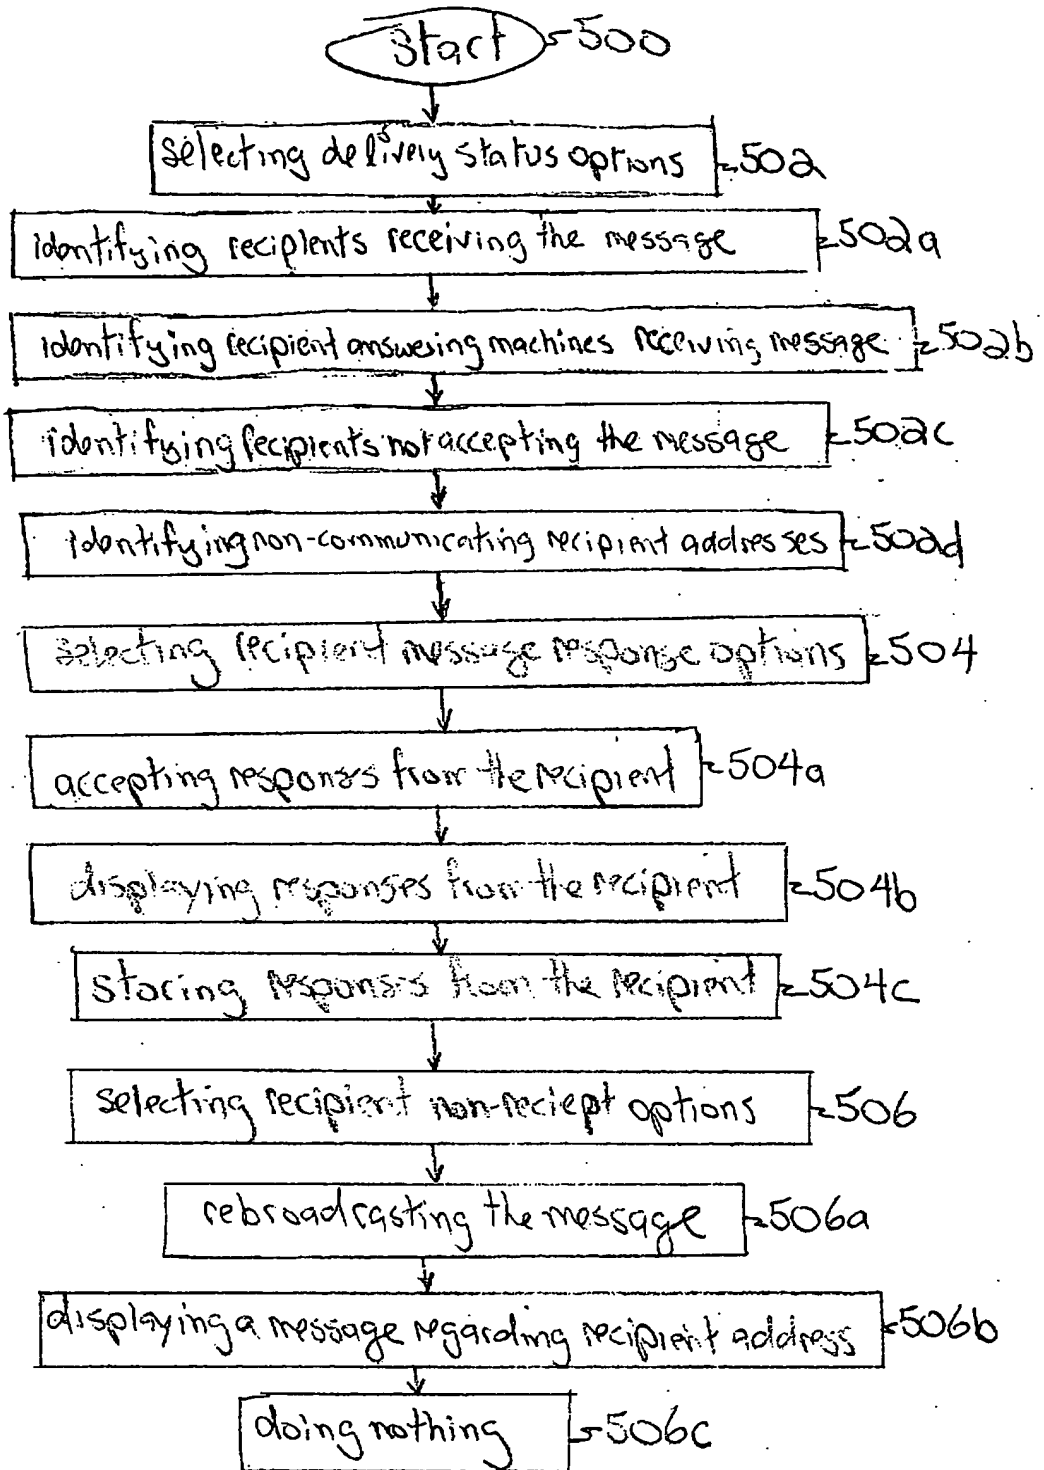 start 500
selecting delivery status options 502
identifying recipients receiving the message 502a
identifying recipient answering machines receiving message 502b
identifying recipients not accepting the message 502c
identifying non-communicating recipient addresses 502d
selecting recipient message response options 504
accepting responses from the recipient 504a
displaying responses from the recipient 504b
storing responses from the recipient 504c
selecting recipient non-reciept options 506
rebroadcasting the message 506a
displaying a message regarding recipient address 506b
doing nothing 506c